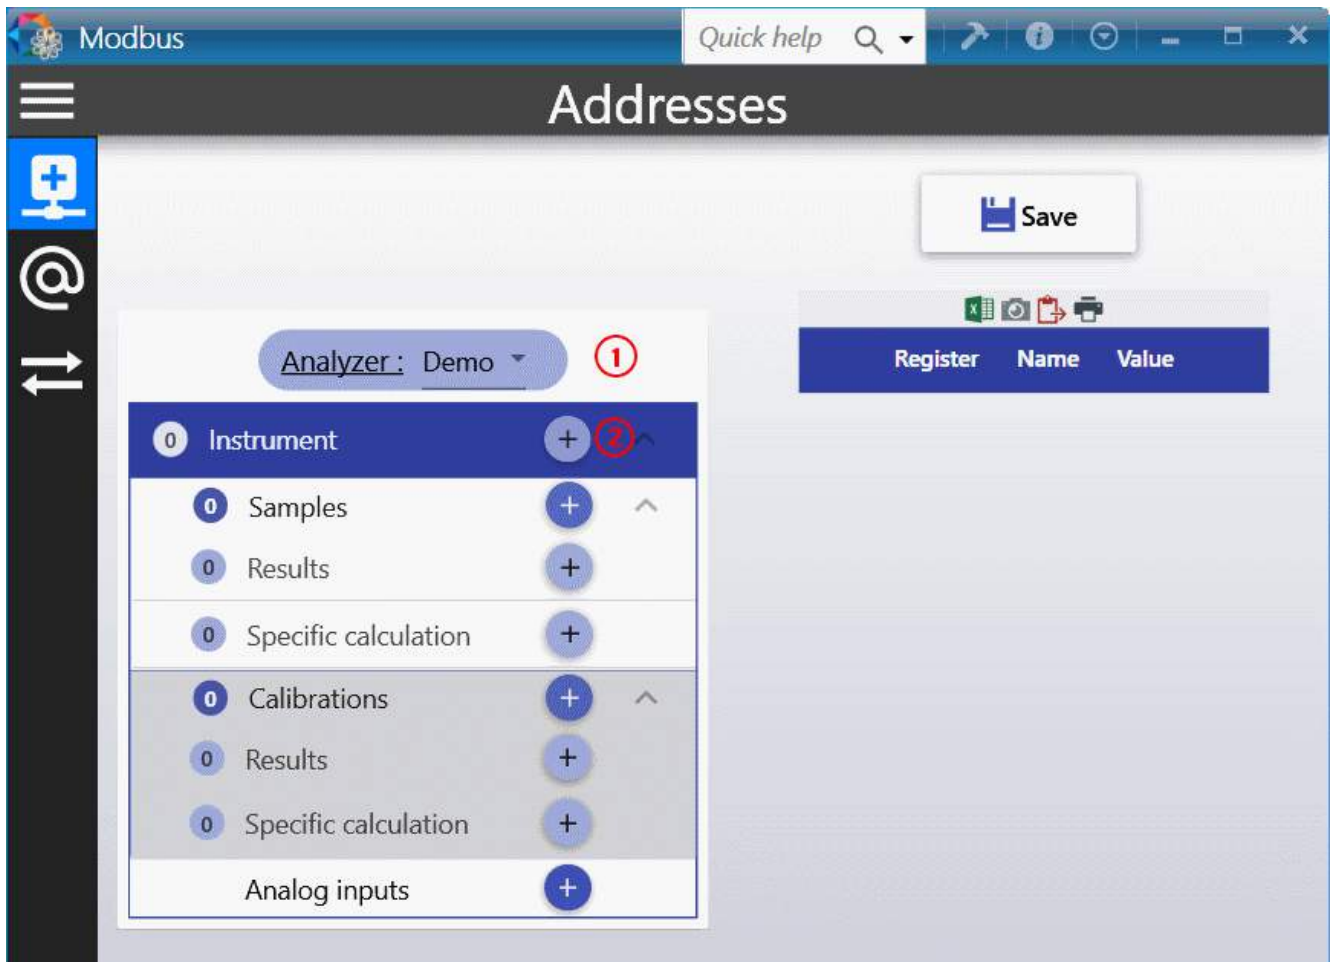 Modbus
Quick help
Addresses
Save
Analyzer : Demo
1
Register Name Value
0 Instrument + 2
0 Samples +
0 Results +
0 Specific calculation +
0 Calibrations +
0 Results +
0 Specific calculation +
Analog inputs +